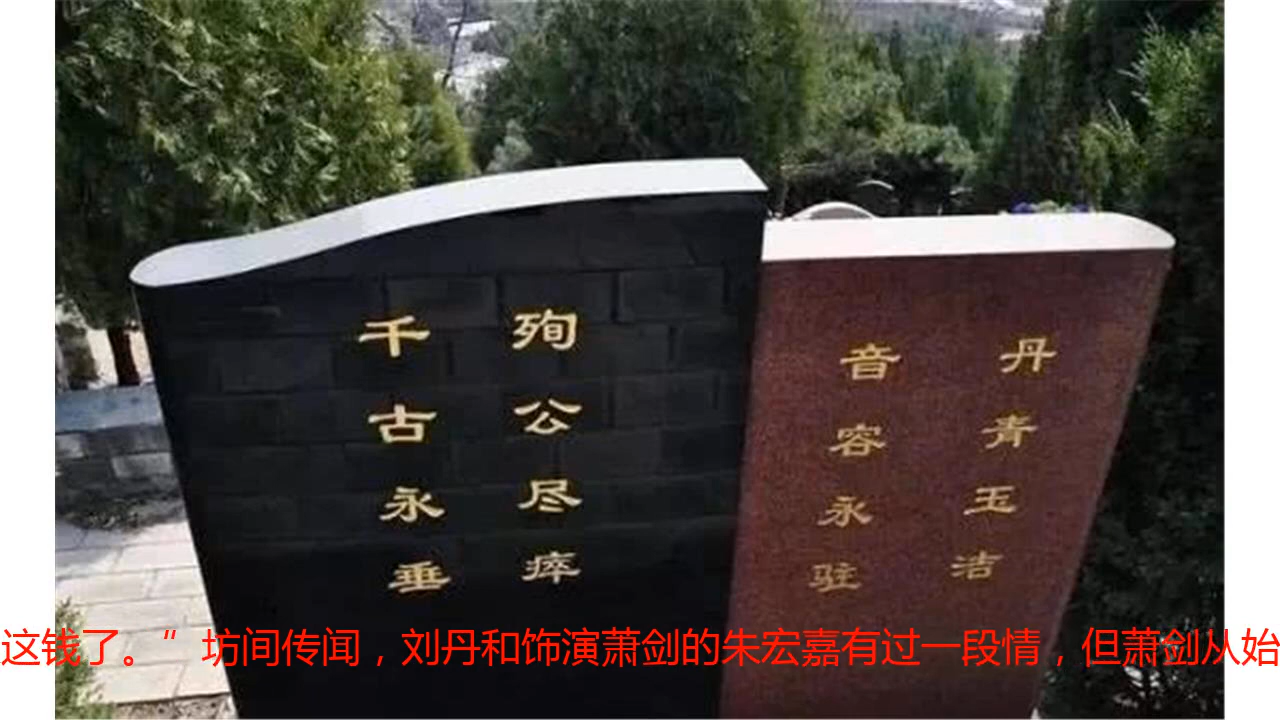 丹青玉洁
音容永驻
殉公尽瘁
千古永垂
这钱了。”坊间传闻，刘丹和饰演萧剑的朱宏嘉有过一段情，但萧剑从始